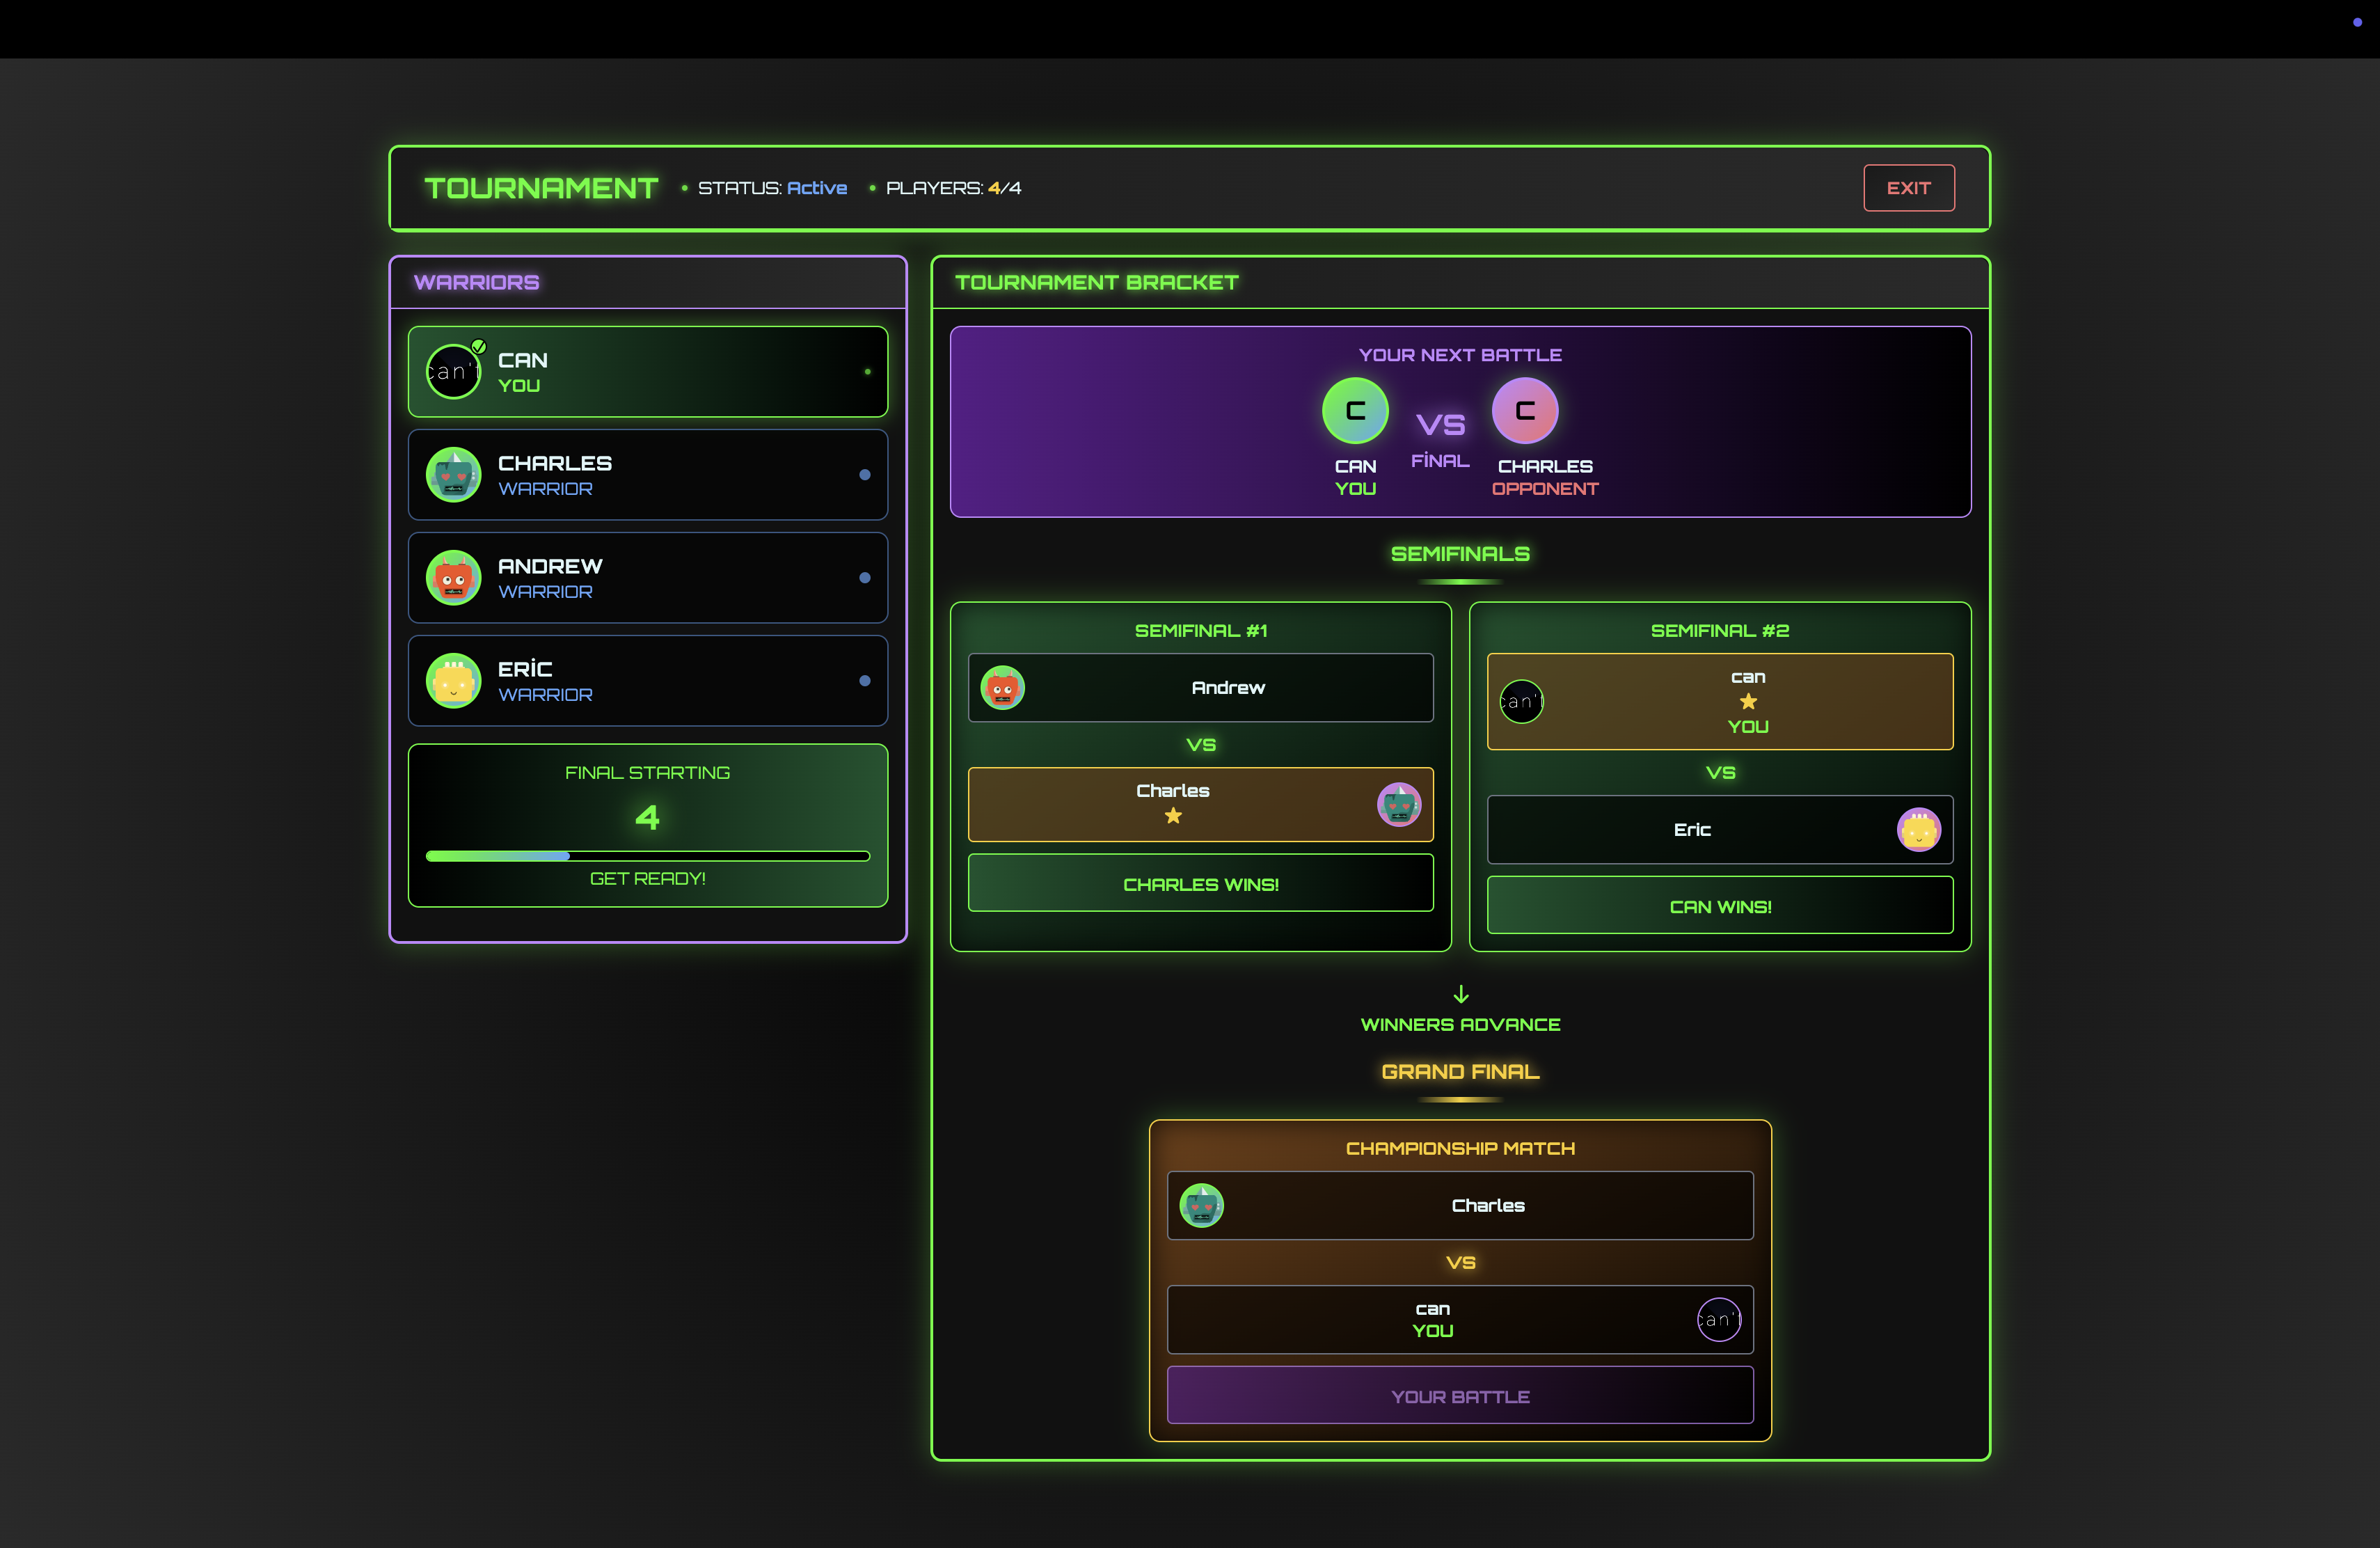 TOURNAMENT
STATUS: Active
PLAYERS: 4/4
EXIT
WARRIORS
can't
CAN
YOU
CHARLES
WARRIOR
ANDREW
WARRIOR
ERİC
WARRIOR
FINAL STARTING
4
GET READY!
TOURNAMENT BRACKET
YOUR NEXT BATTLE
C
CAN
YOU
VS
FİNAL
C
CHARLES
OPPONENT
SEMIFINALS
SEMIFINAL #1
Andrew
VS
Charles
CHARLES WINS!
SEMIFINAL #2
can't
can
YOU
VS
Eric
CAN WINS!
WINNERS ADVANCE
GRAND FINAL
CHAMPIONSHIP MATCH
Charles
VS
can
YOU
can't
YOUR BATTLE